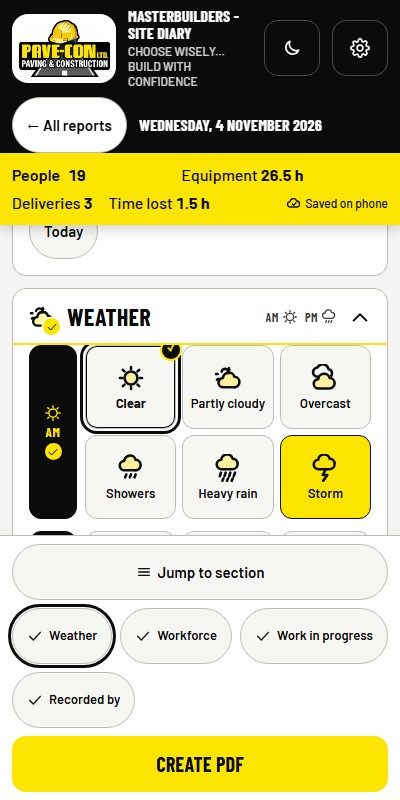 PAVE-CON LTD.
PAVING & CONSTRUCTION
MASTERBUILDERS -
SITE DIARY
CHOOSE WISELY...
BUILD WITH
CONFIDENCE
← All reports
WEDNESDAY, 4 NOVEMBER 2026
People 19
Equipment 26.5 h
Deliveries 3
Time lost 1.5 h
Saved on phone
Today
WEATHER
AM
PM
AM
Clear
Partly cloudy
Overcast
Showers
Heavy rain
Storm
Jump to section
Weather
Workforce
Work in progress
Recorded by
CREATE PDF